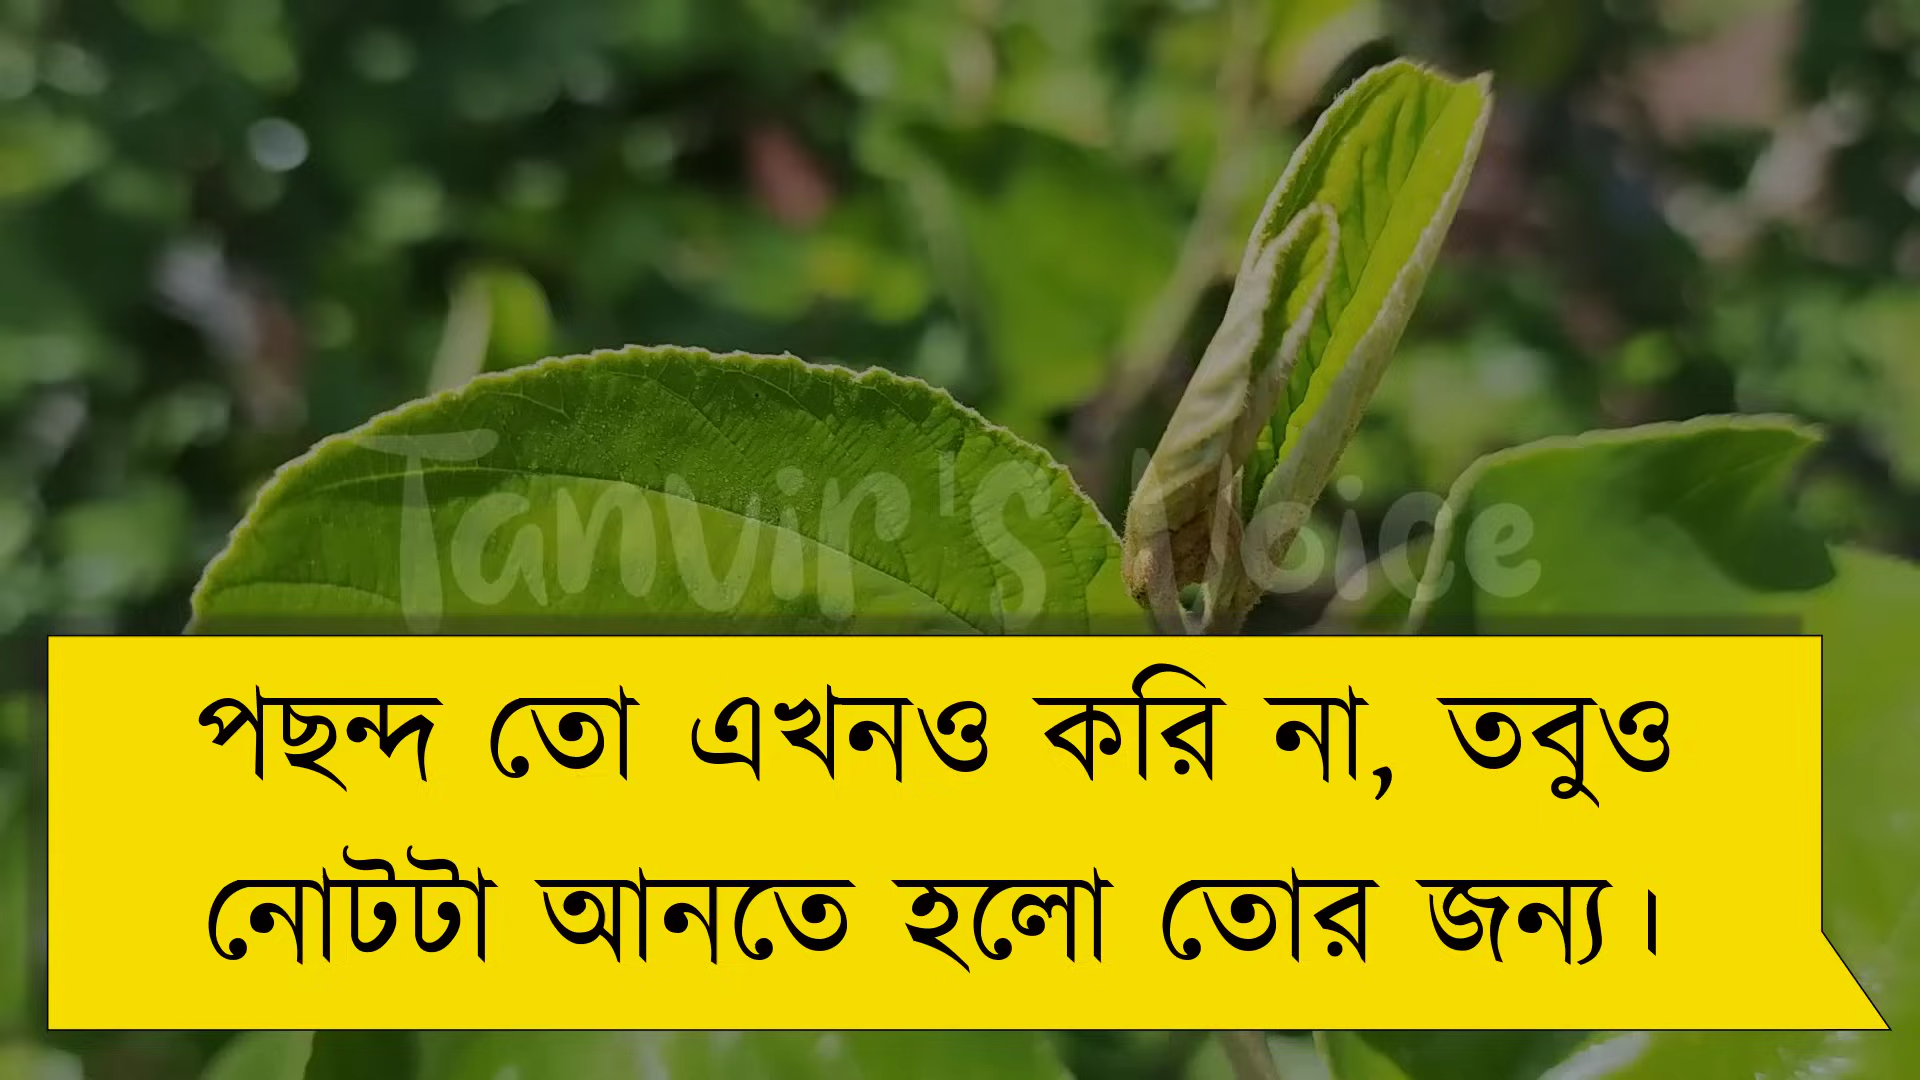 Tanvir's Voice
পছন্দ তো এখনও করি না, তবুও
নোটটা আনতে হলো তোর জন্য।